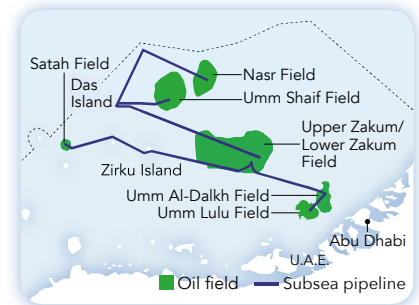 Satah Field
Das
Island
Nasr Field
Umm Shaif Field
Upper Zakum/
Lower Zakum
Field
Zirku Island
Umm Al-Dalkh Field
Umm Lulu Field
Abu Dhabi
U.A.E.
Oil field
Subsea pipeline